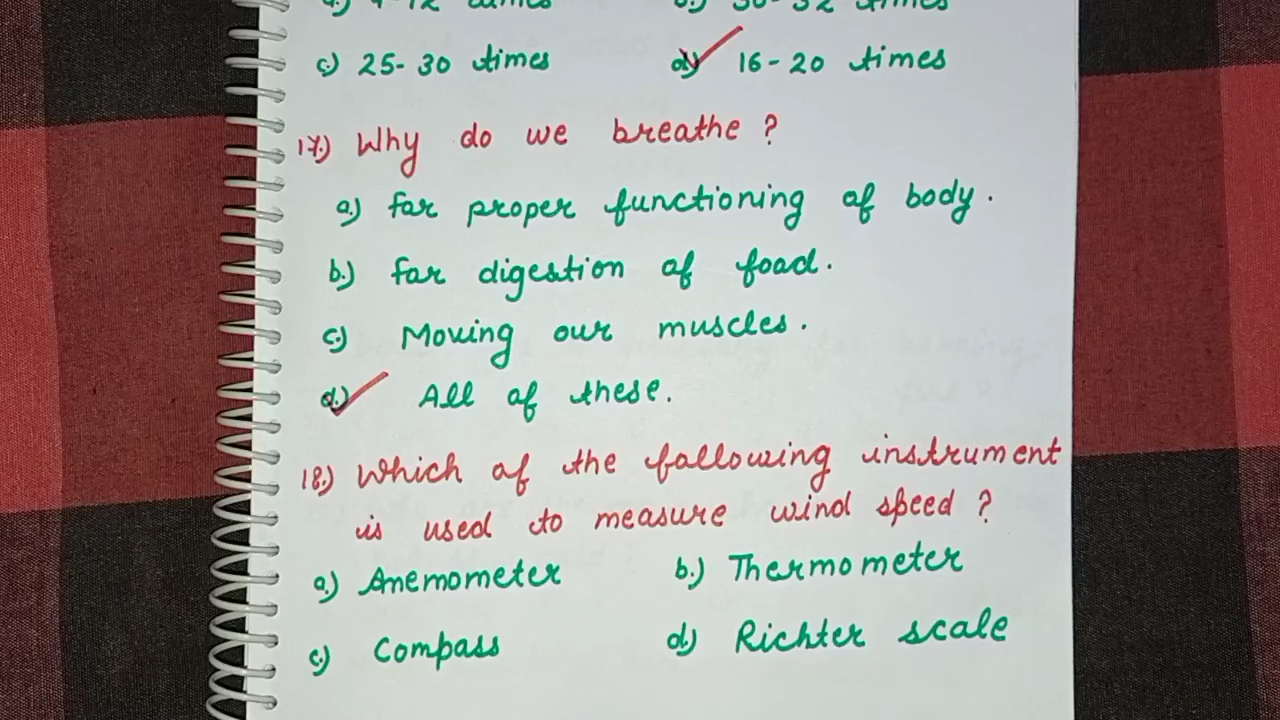 c.) 25-30 times d.) 16-20 times
17.) Why do we breathe ?
a.) for proper functioning of body.
b.) for digestion of food.
c.) Moving our muscles.
d.) All of these.
18.) Which of the following instrument
is used to measure wind speed ?
a.) Anemometer b.) Thermometer
c.) Compass d.) Richter scale